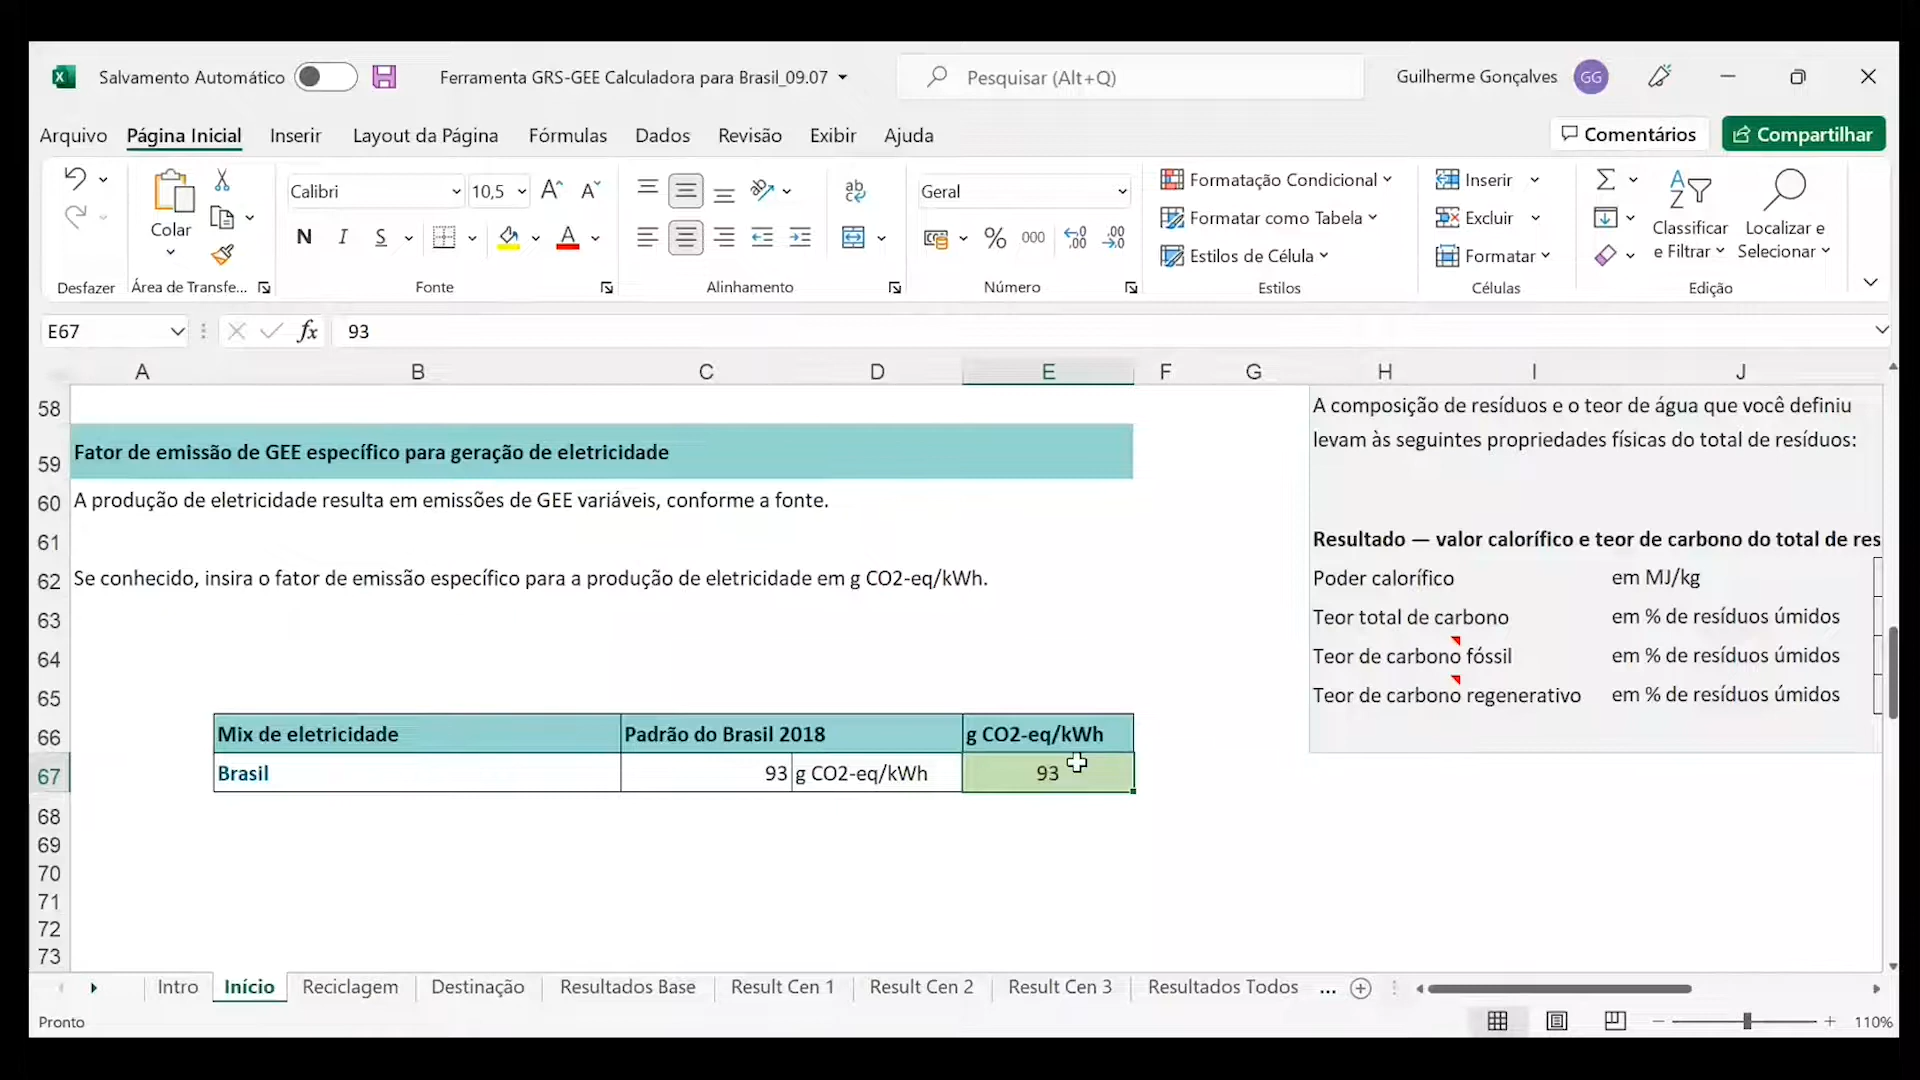 Salvamento Automático
Ferramenta GRS-GEE Calculadora para Brasil_09.07
Pesquisar (Alt+Q)
Guilherme Gonçalves
GG
Arquivo
Página Inicial
Inserir
Layout da Página
Fórmulas
Dados
Revisão
Exibir
Ajuda
Comentários
Compartilhar
Colar
Calibri
10,5
N I S
Geral
% 000
Formatação Condicional
Formatar como Tabela
Estilos de Célula
Inserir
Excluir
Formatar
Classificar
e Filtrar
Localizar e
Selecionar
Desfazer
Área de Transfe...
Fonte
Alinhamento
Número
Estilos
Células
Edição
E67
fx
93
A B C D E F G H I J
58
A composição de resíduos e o teor de água que você definiu
levam às seguintes propriedades físicas do total de resíduos:
59 Fator de emissão de GEE específico para geração de eletricidade
60 A produção de eletricidade resulta em emissões de GEE variáveis, conforme a fonte.
61
Resultado — valor calorífico e teor de carbono do total de res
62 Se conhecido, insira o fator de emissão específico para a produção de eletricidade em g CO2-eq/kWh.
Poder calorífico em MJ/kg
63
Teor total de carbono em % de resíduos úmidos
64
Teor de carbono fóssil em % de resíduos úmidos
65
Teor de carbono regenerativo em % de resíduos úmidos
66 Mix de eletricidade Padrão do Brasil 2018 g CO2-eq/kWh
67 Brasil 93 g CO2-eq/kWh 93
68
69
70
71
72
73
Intro Início Reciclagem Destinação Resultados Base Result Cen 1 Result Cen 2 Result Cen 3 Resultados Todos ...
Pronto
110%